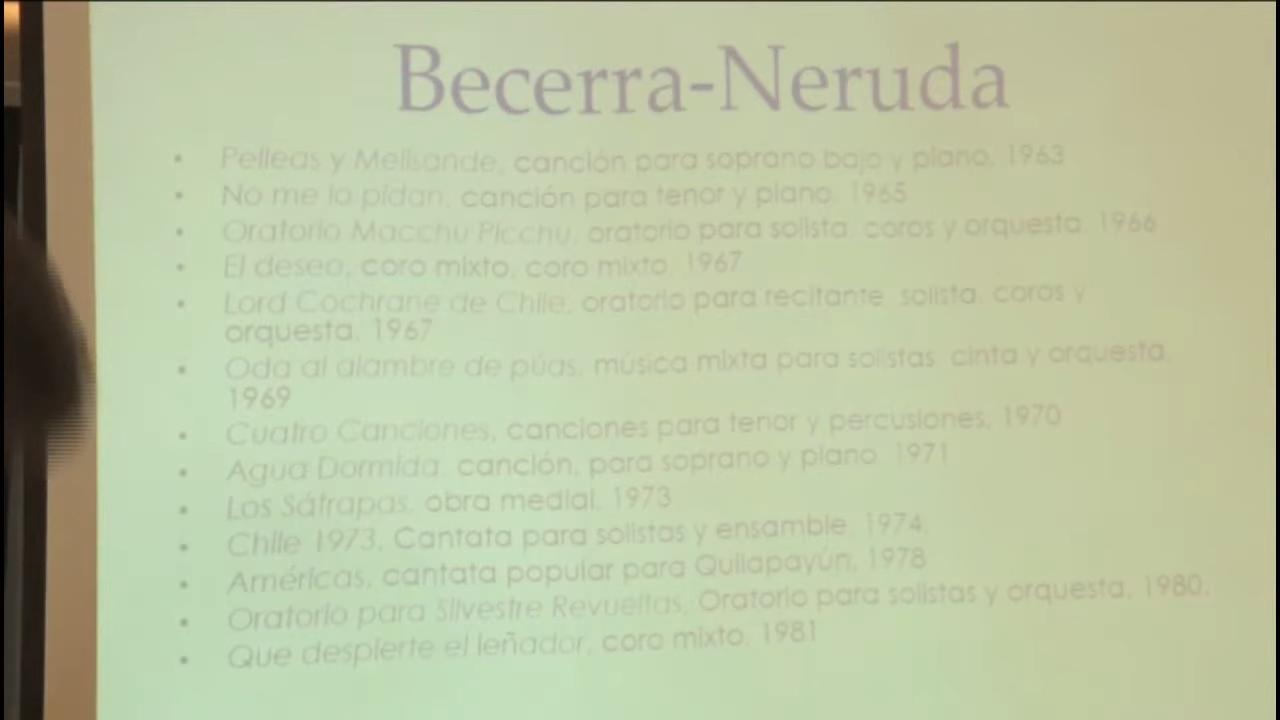 Becerra-Neruda
• Pelleas y Melisande, canción para soprano bajo y piano, 1963
• No me lo pidan, canción para tenor y piano, 1965
• Oratorio Macchu Picchu, oratorio para solista, coros y orquesta, 1966
• El deseo, coro mixto, coro mixto, 1967
• Lord Cochrane de Chile, oratorio para recitante, solista, coros y
orquesta, 1967
• Oda al alambre de púas, música mixta para solistas, cinta y orquesta,
1969
• Cuatro Canciones, canciones para tenor y percusiones, 1970
• Agua Dormida, canción, para soprano y piano, 1971
• Los Sátrapas, obra medial, 1973
• Chile 1973, Cantata para solistas y ensamble, 1974.
• Américas, cantata popular para Quilapayún, 1978
• Oratorio para Silvestre Revueltas, Oratorio para solistas y orquesta, 1980.
• Que despierte el leñador, coro mixto, 1981